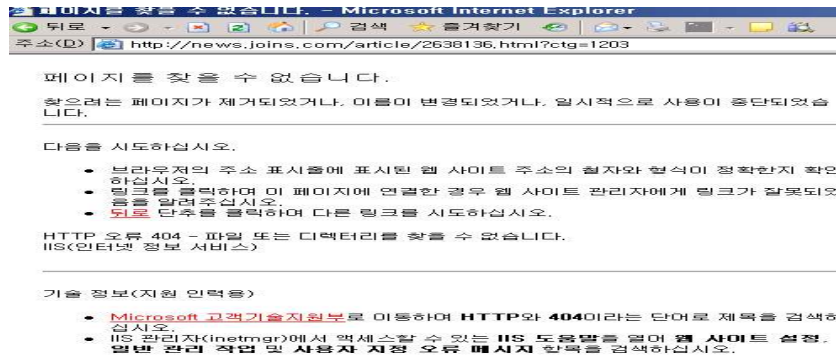 페이지를 찾을 수 없습니다. - Microsoft Internet Explorer
뒤로 검색 즐겨찾기
주소(D) http://news.joins.com/article/2638136.html?ctg=1203
페이지를 찾을 수 없습니다.
찾으려는 페이지가 제거되었거나, 이름이 변경되었거나, 일시적으로 사용이 중단되었습
니다.
다음을 시도하십시오.
브라우저의 주소 표시줄에 표시된 웹 사이트 주소의 철자와 형식이 정확한지 확인
하십시오.
링크를 클릭하여 이 페이지에 연결한 경우 웹 사이트 관리자에게 링크가 잘못되었
음을 알려주십시오.
뒤로 단추를 클릭하여 다른 링크를 시도하십시오.
HTTP 오류 404 - 파일 또는 디렉터리를 찾을 수 없습니다.
IIS(인터넷 정보 서비스)
기술 정보(지원 인력용)
Microsoft 고객기술지원부로 이동하여 HTTP와 404이라는 단어로 제목을 검색하
십시오.
IIS 관리자(inetmgr)에서 액세스할 수 있는 IIS 도움말을 열어 웹 사이트 설정,
일반 관리 작업 및 사용자 지정 오류 메시지 항목을 검색하십시오.